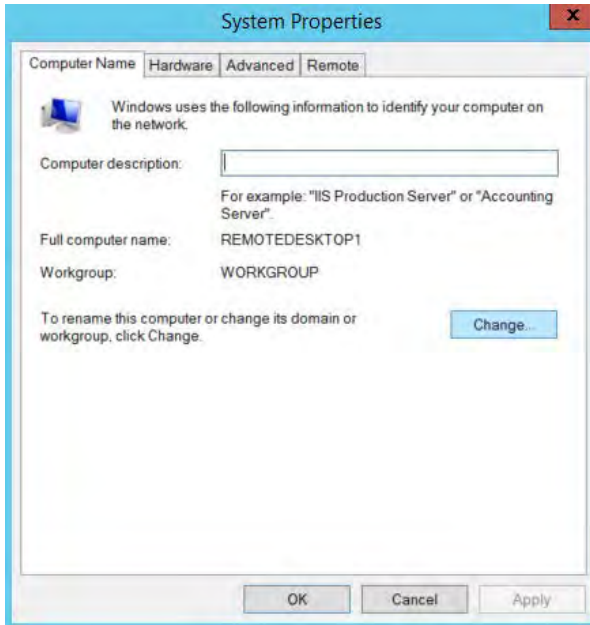 System Properties
x
Computer Name Hardware Advanced Remote
Windows uses the following information to identify your computer on
the network.
Computer description:
For example: "IIS Production Server" or "Accounting
Server".
Full computer name: REMOTEDESKTOP1
Workgroup: WORKGROUP
To rename this computer or change its domain or
workgroup, click Change.
Change...
OK Cancel Apply